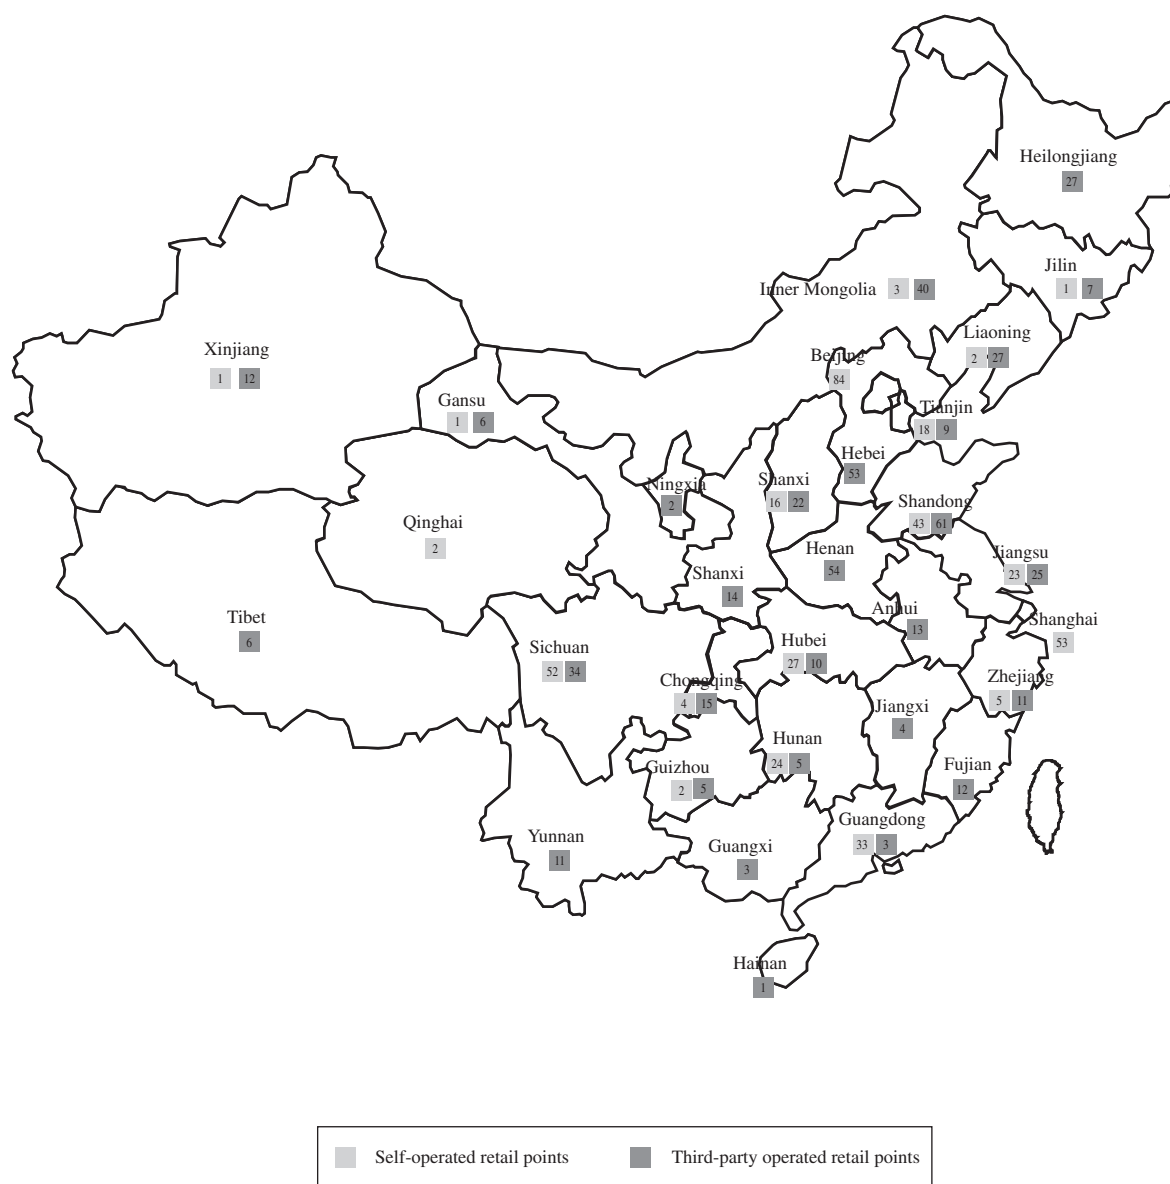 Heilongjiang
27
Jilin
1 7
Inner Mongolia 3 40
Liaoning
2 27
Xinjiang
1 12
Beijing
84
Gansu
1 6
Tianjin
18 9
Hebei
53
Ningxia
2
Shanxi
16 22
Shandong
43 61
Qinghai
2
Henan
54
Jiangsu
23 25
Shanxi
14
Tibet
6
Anhui
13
Shanghai
53
Sichuan
52 34
Hubei
27 10
Chongqing
4 15
Zhejiang
5 11
Jiangxi
4
Hunan
24 5
Guizhou
2 5
Fujian
12
Guangdong
33 3
Yunnan
11
Guangxi
3
Hainan
1
Self-operated retail points Third-party operated retail points